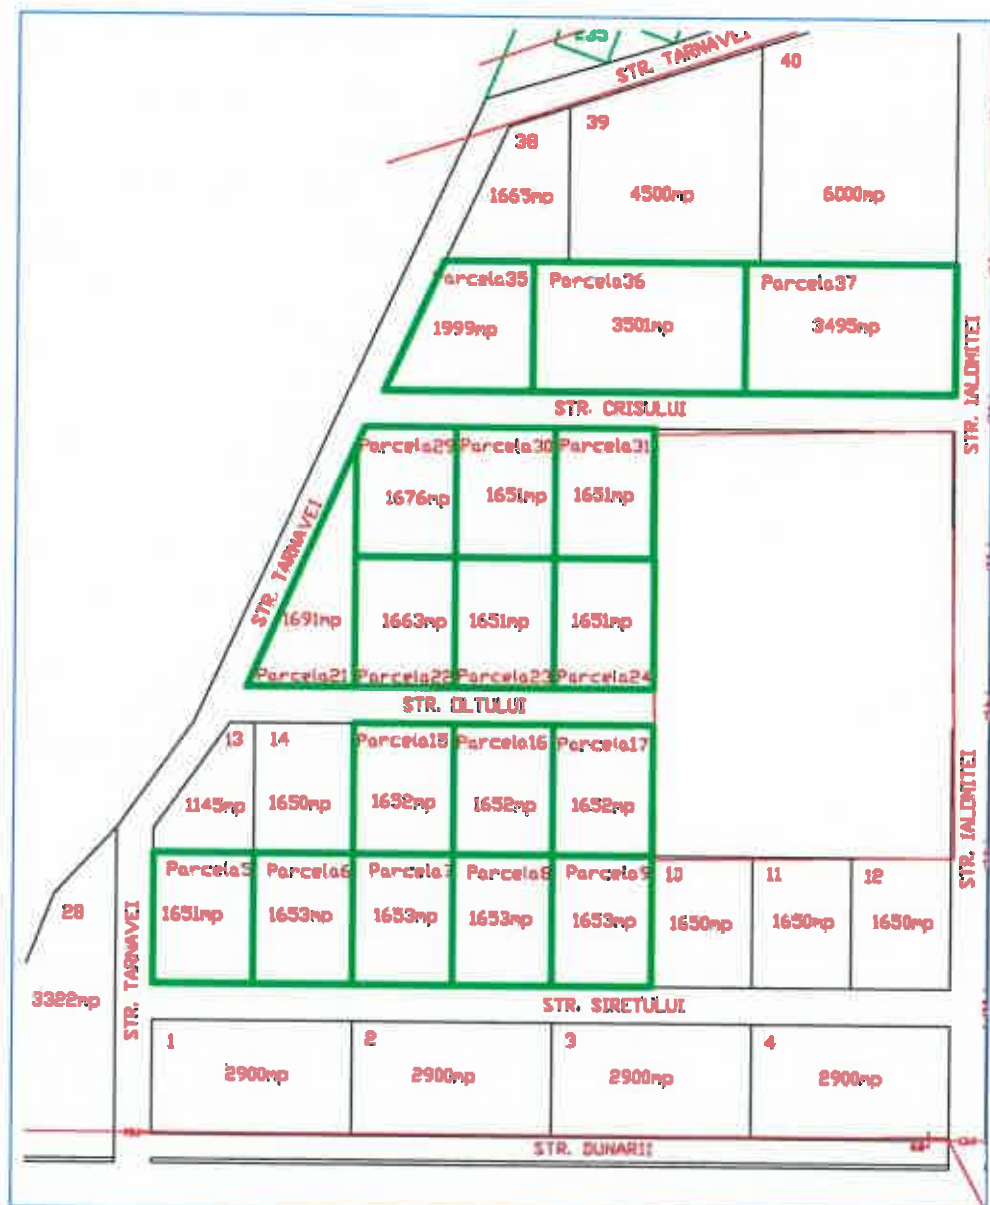 STR. TARNAVEI
40
39
38
1665mp
4500mp
6000mp
Parcela35
Parcela36
Parcela37
1999mp
3501mp
3495mp
STR. IALOMITEI
STR. CRISULUI
Parcela29
Parcela30
Parcela31
1676mp
1651mp
1651mp
STR. TARNAVEI
1691mp
1663mp
1651mp
1651mp
Parcela21
Parcela22
Parcela23
Parcela24
STR. OLTULUI
13
14
Parcela15
Parcela16
Parcela17
1145mp
1650mp
1652mp
1652mp
1652mp
STR. IALOMITEI
Parcela5
Parcela6
Parcela7
Parcela8
Parcela9
10
11
12
28
1651mp
1653mp
1653mp
1653mp
1653mp
1650mp
1650mp
1650mp
STR. TARNAVEI
3322mp
STR. SIRETULUI
1
2
3
4
2900mp
2900mp
2900mp
2900mp
STR. DUNARII